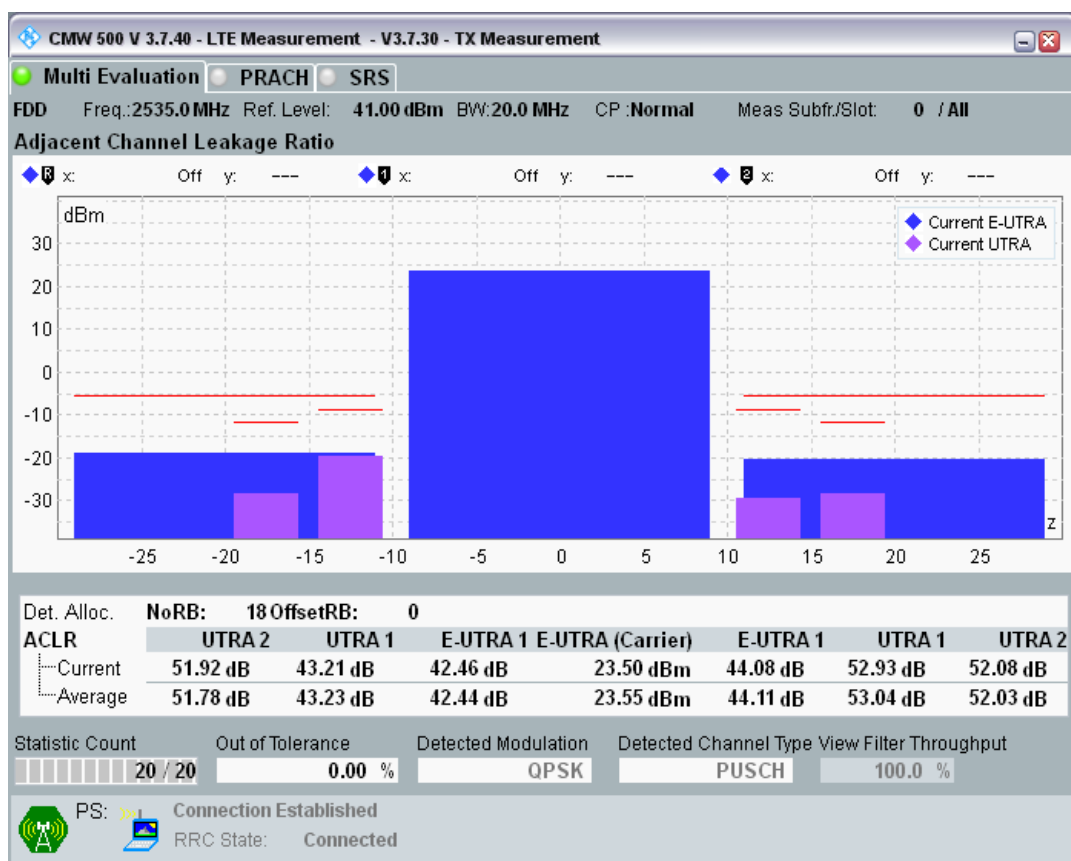 CMW 500 V 3.7.40 - LTE Measurement - V3.7.30 - TX Measurement
Multi Evaluation PRACH SRS
FDD Freq.:2535.0 MHz Ref. Level: 41.00 dBm BW:20.0 MHz CP :Normal Meas Subfr./Slot: 0 / All
Adjacent Channel Leakage Ratio
R x: Off y: --- 1 x: Off y: --- 2 x: Off y: ---
dBm
Current E-UTRA
Current UTRA
30
20
10
0
-10
-20
-30
z
-25 -20 -15 -10 -5 0 5 10 15 20 25
Det. Alloc. NoRB: 18 OffsetRB: 0
ACLR UTRA 2 UTRA 1 E-UTRA 1 E-UTRA (Carrier) E-UTRA 1 UTRA 1 UTRA 2
Current 51.92 dB 43.21 dB 42.46 dB 23.50 dBm 44.08 dB 52.93 dB 52.08 dB
Average 51.78 dB 43.23 dB 42.44 dB 23.55 dBm 44.11 dB 53.04 dB 52.03 dB
Statistic Count Out of Tolerance Detected Modulation Detected Channel Type View Filter Throughput
20 / 20 0.00 % QPSK PUSCH 100.0 %
PS: Connection Established
RRC State: Connected